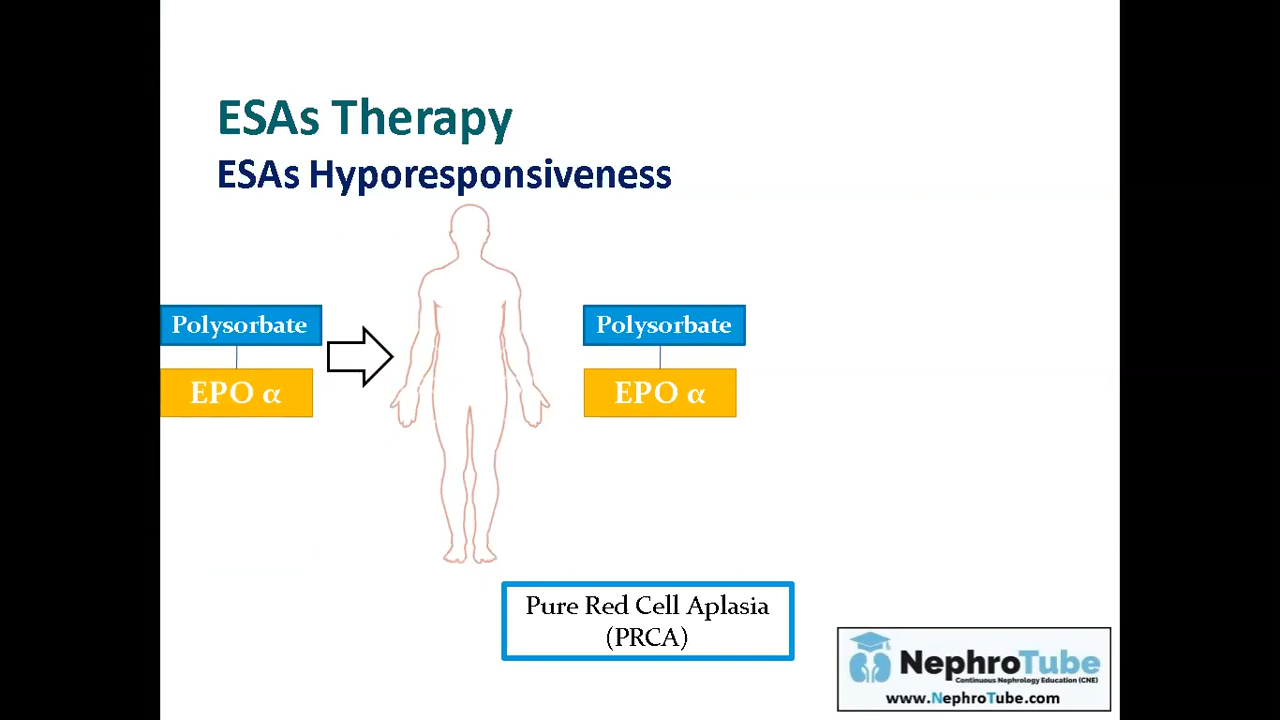 ESAs Therapy
ESAs Hyporesponsiveness
Polysorbate
EPO α
Polysorbate
EPO α
Pure Red Cell Aplasia
(PRCA)
NephroTube
Continuous Nephrology Education (CNE)
www.NephroTube.com